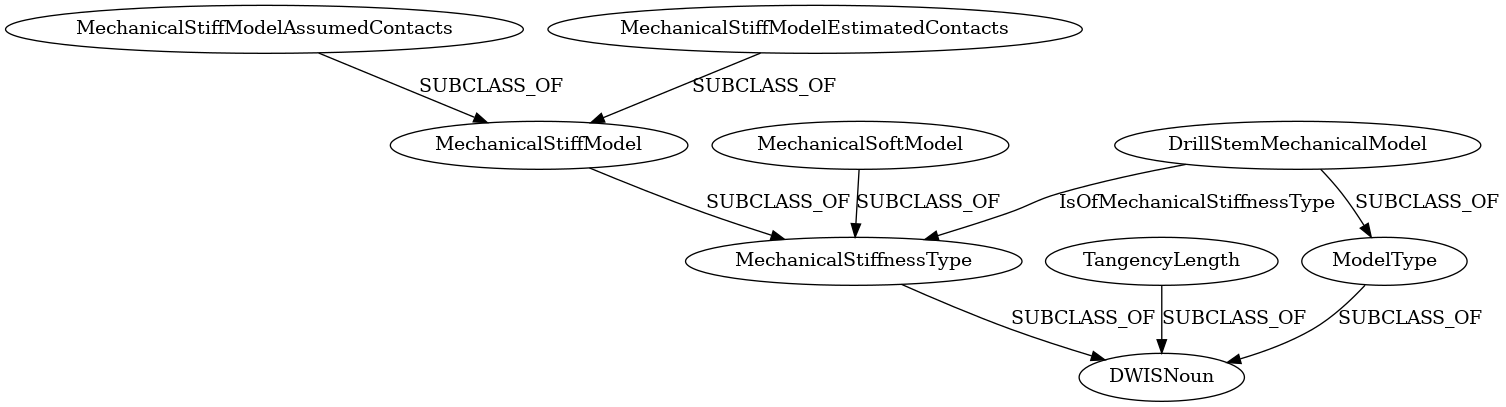 MechanicalStiffModelAssumedContacts
MechanicalStiffModelEstimatedContacts
SUBCLASS_OF
SUBCLASS_OF
MechanicalStiffModel
MechanicalSoftModel
DrillStemMechanicalModel
SUBCLASS_OF
SUBCLASS_OF
IsOfMechanicalStiffnessType
SUBCLASS_OF
MechanicalStiffnessType
TangencyLength
ModelType
SUBCLASS_OF
SUBCLASS_OF
SUBCLASS_OF
DWISNoun